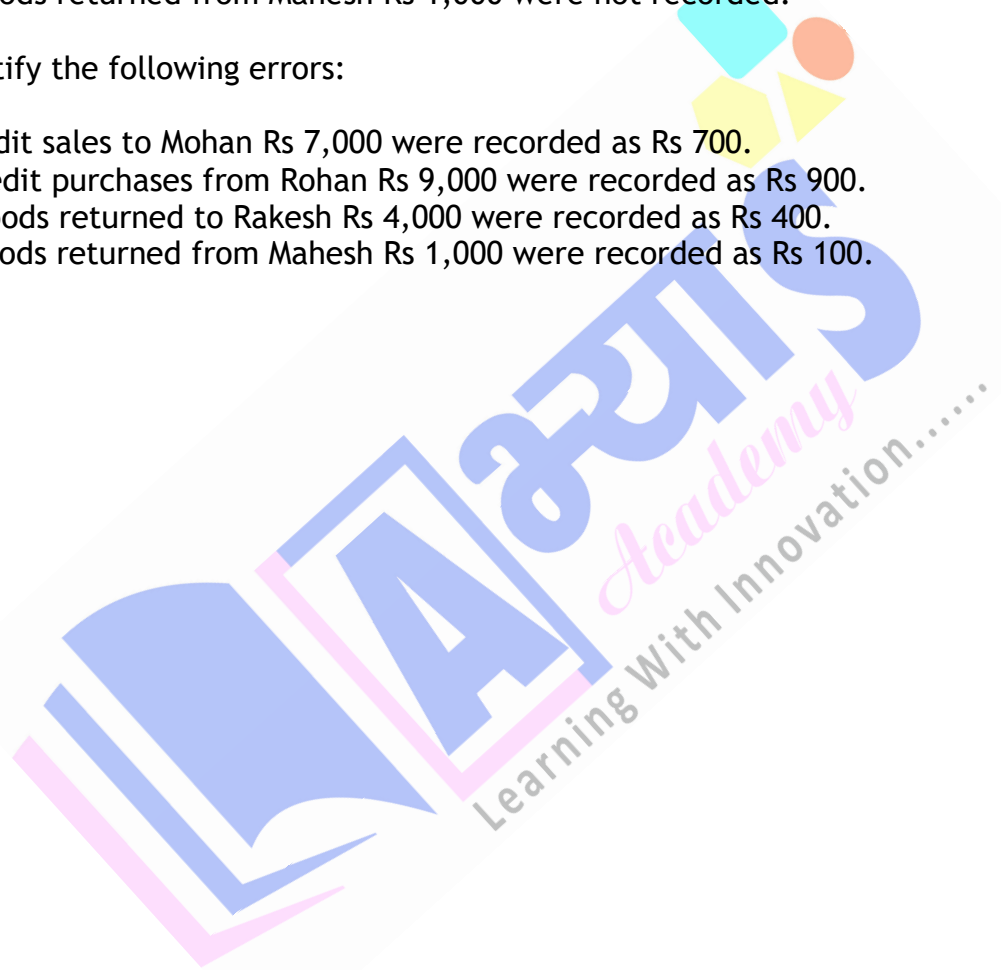 ods returned from Mahesh Rs 1,000 were not recorded.
tify the following errors:
dit sales to Mohan Rs 7,000 were recorded as Rs 700.
edit purchases from Rohan Rs 9,000 were recorded as Rs 900.
oods returned to Rakesh Rs 4,000 were recorded as Rs 400.
ods returned from Mahesh Rs 1,000 were recorded as Rs 100.
A भ्यास
Academy
Learning With Innovation......